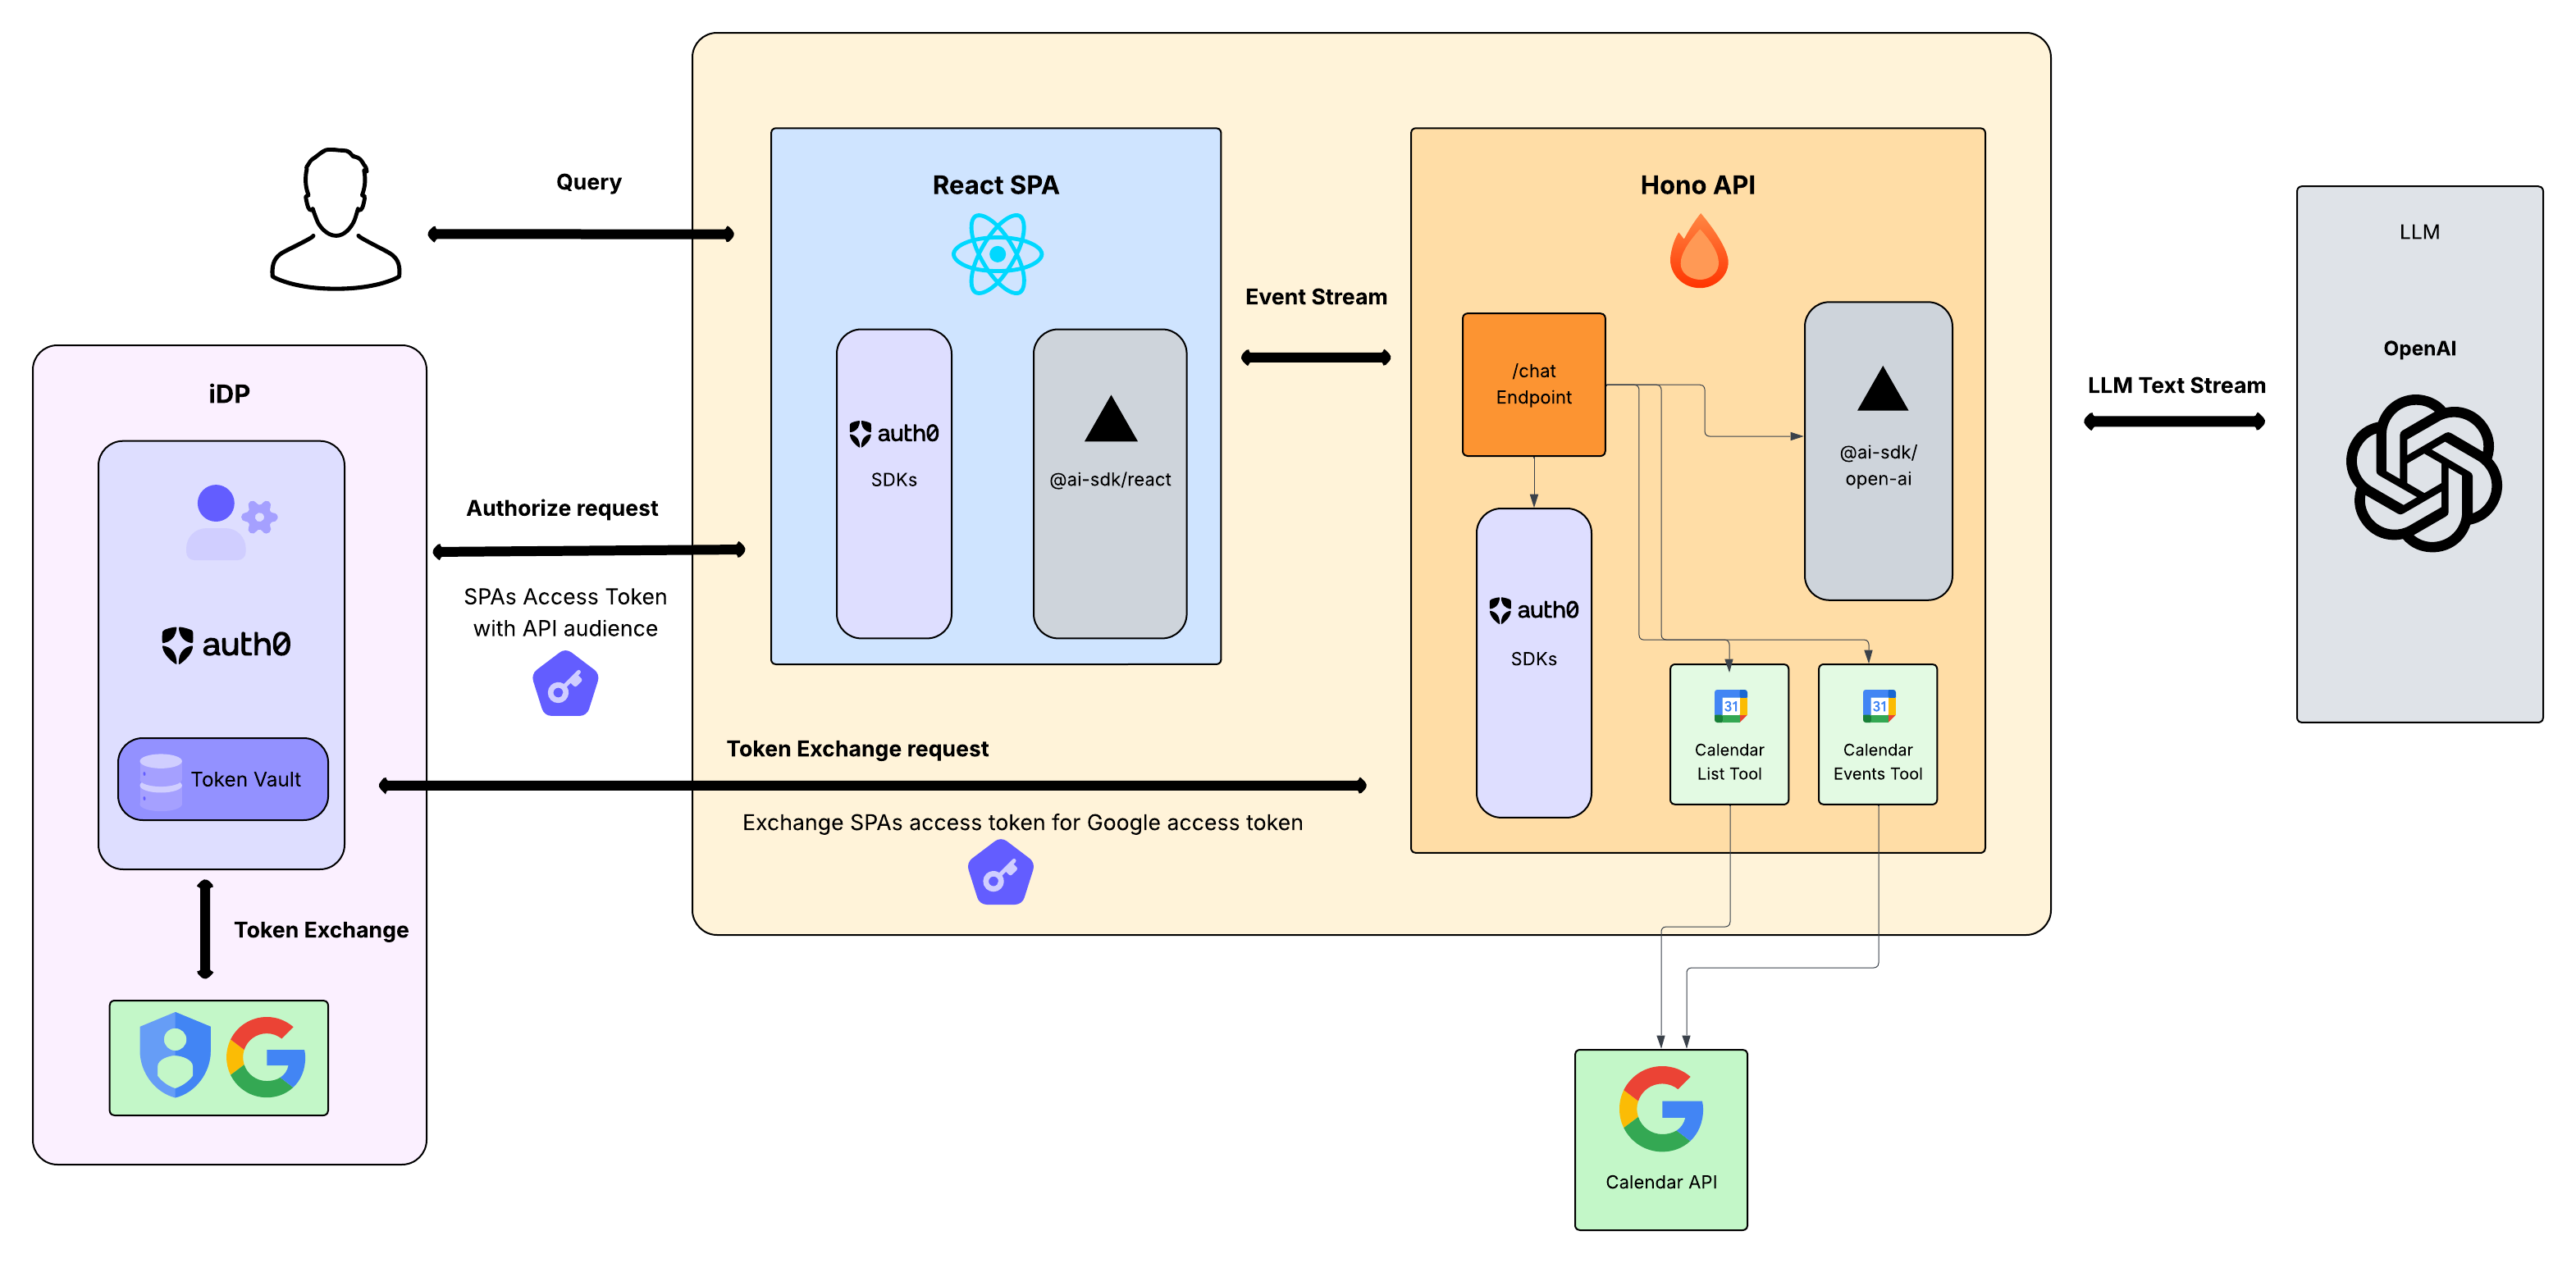 Query
iDP
auth0
Token Vault
Token Exchange
Authorize request
SPAs Access Token
with API audience
React SPA
auth0
SDKs
@ai-sdk/react
Event Stream
Token Exchange request
Exchange SPAs access token for Google access token
Hono API
/chat
Endpoint
@ai-sdk/
open-ai
auth0
SDKs
31
Calendar
List Tool
31
Calendar
Events Tool
Calendar API
LLM Text Stream
LLM
OpenAI